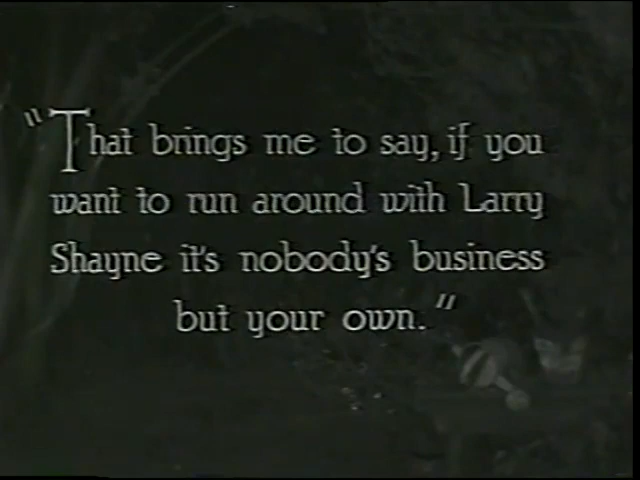 "That brings me to say, if you
want to run around with Larry
Shayne it's nobody's business
but your own."